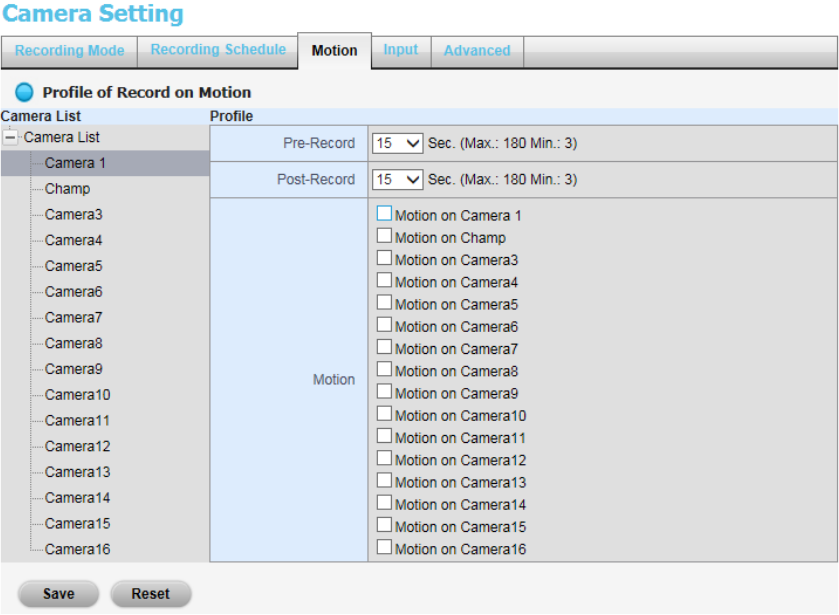 Camera Setting
Recording Mode Recording Schedule Motion Input Advanced
Profile of Record on Motion
Camera List Profile
Camera List
Camera 1
Champ
Camera3
Camera4
Camera5
Camera6
Camera7
Camera8
Camera9
Camera10
Camera11
Camera12
Camera13
Camera14
Camera15
Camera16
Pre-Record 15 Sec. (Max.: 180 Min.: 3)
Post-Record 15 Sec. (Max.: 180 Min.: 3)
Motion
Motion on Camera 1
Motion on Champ
Motion on Camera3
Motion on Camera4
Motion on Camera5
Motion on Camera6
Motion on Camera7
Motion on Camera8
Motion on Camera9
Motion on Camera10
Motion on Camera11
Motion on Camera12
Motion on Camera13
Motion on Camera14
Motion on Camera15
Motion on Camera16
Save Reset